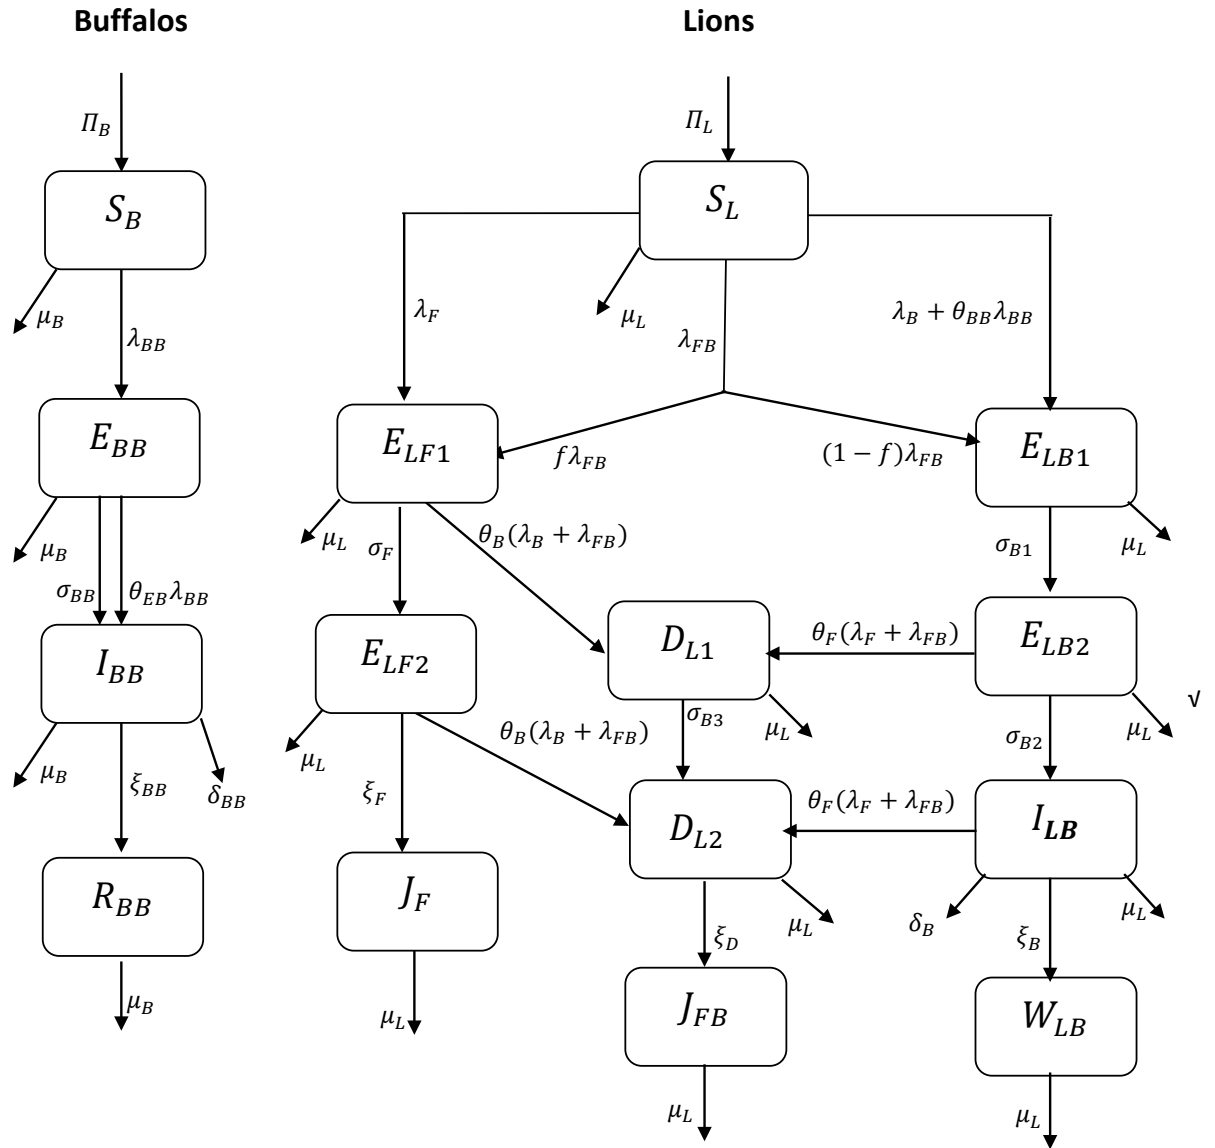 Buffalos
Lions
Π_B
Π_L
S_B
S_L
μ_B
μ_L
λ_F
λ_BB
λ_FB
λ_B + θ_BB λ_BB
E_BB
E_LF1
fλ_FB
(1 − f)λ_FB
E_LB1
μ_B
μ_L
σ_F
θ_B(λ_B + λ_FB)
σ_B1
μ_L
σ_BB
θ_EB λ_BB
I_BB
E_LF2
D_L1
θ_F(λ_F + λ_FB)
E_LB2
√
μ_B
ξ_BB
δ_BB
μ_L
ξ_F
θ_B(λ_B + λ_FB)
σ_B3
μ_L
σ_B2
μ_L
D_L2
θ_F(λ_F + λ_FB)
I_LB
R_BB
J_F
μ_L
δ_B
ξ_B
μ_L
ξ_D
μ_B
μ_L
J_FB
W_LB
μ_L
μ_L